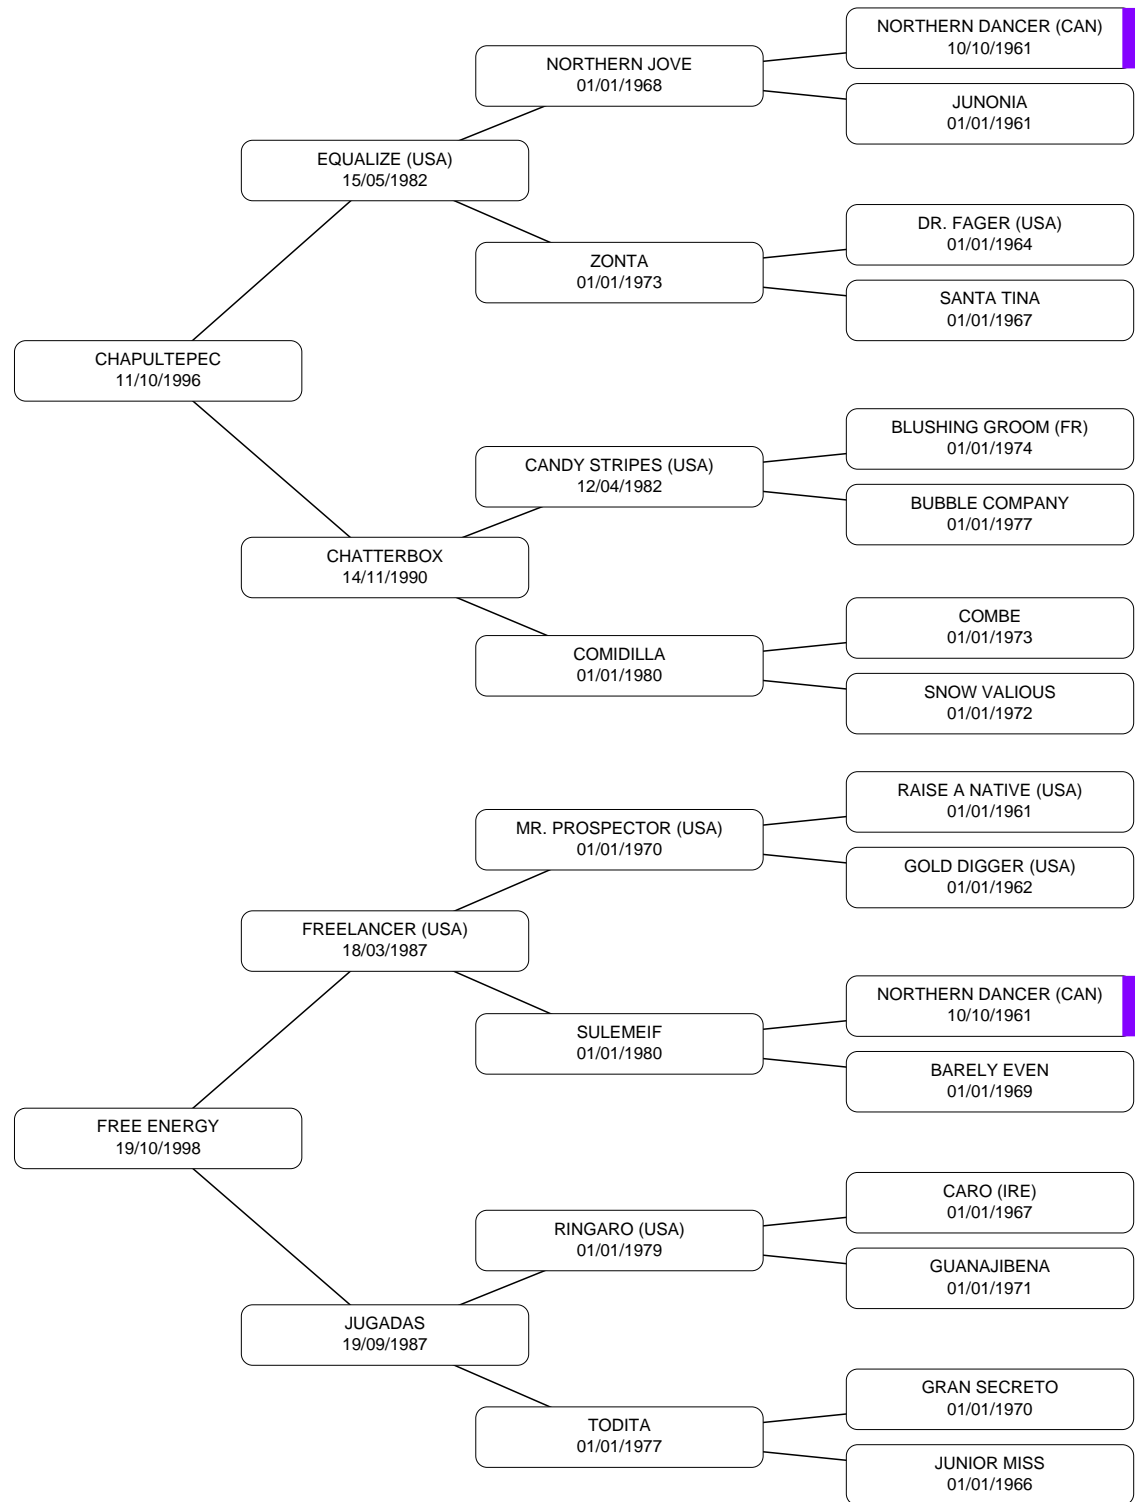 NORTHERN DANCER (CAN)
10/10/1961
NORTHERN JOVE
01/01/1968
JUNONIA
01/01/1961
EQUALIZE (USA)
15/05/1982
DR. FAGER (USA)
01/01/1964
ZONTA
01/01/1973
SANTA TINA
01/01/1967
CHAPULTEPEC
11/10/1996
BLUSHING GROOM (FR)
01/01/1974
CANDY STRIPES (USA)
12/04/1982
BUBBLE COMPANY
01/01/1977
CHATTERBOX
14/11/1990
COMBE
01/01/1973
COMIDILLA
01/01/1980
SNOW VALIOUS
01/01/1972
RAISE A NATIVE (USA)
01/01/1961
MR. PROSPECTOR (USA)
01/01/1970
GOLD DIGGER (USA)
01/01/1962
FREELANCER (USA)
18/03/1987
NORTHERN DANCER (CAN)
10/10/1961
SULEMEIF
01/01/1980
BARELY EVEN
01/01/1969
FREE ENERGY
19/10/1998
CARO (IRE)
01/01/1967
RINGARO (USA)
01/01/1979
GUANAJIBENA
01/01/1971
JUGADAS
19/09/1987
GRAN SECRETO
01/01/1970
TODITA
01/01/1977
JUNIOR MISS
01/01/1966